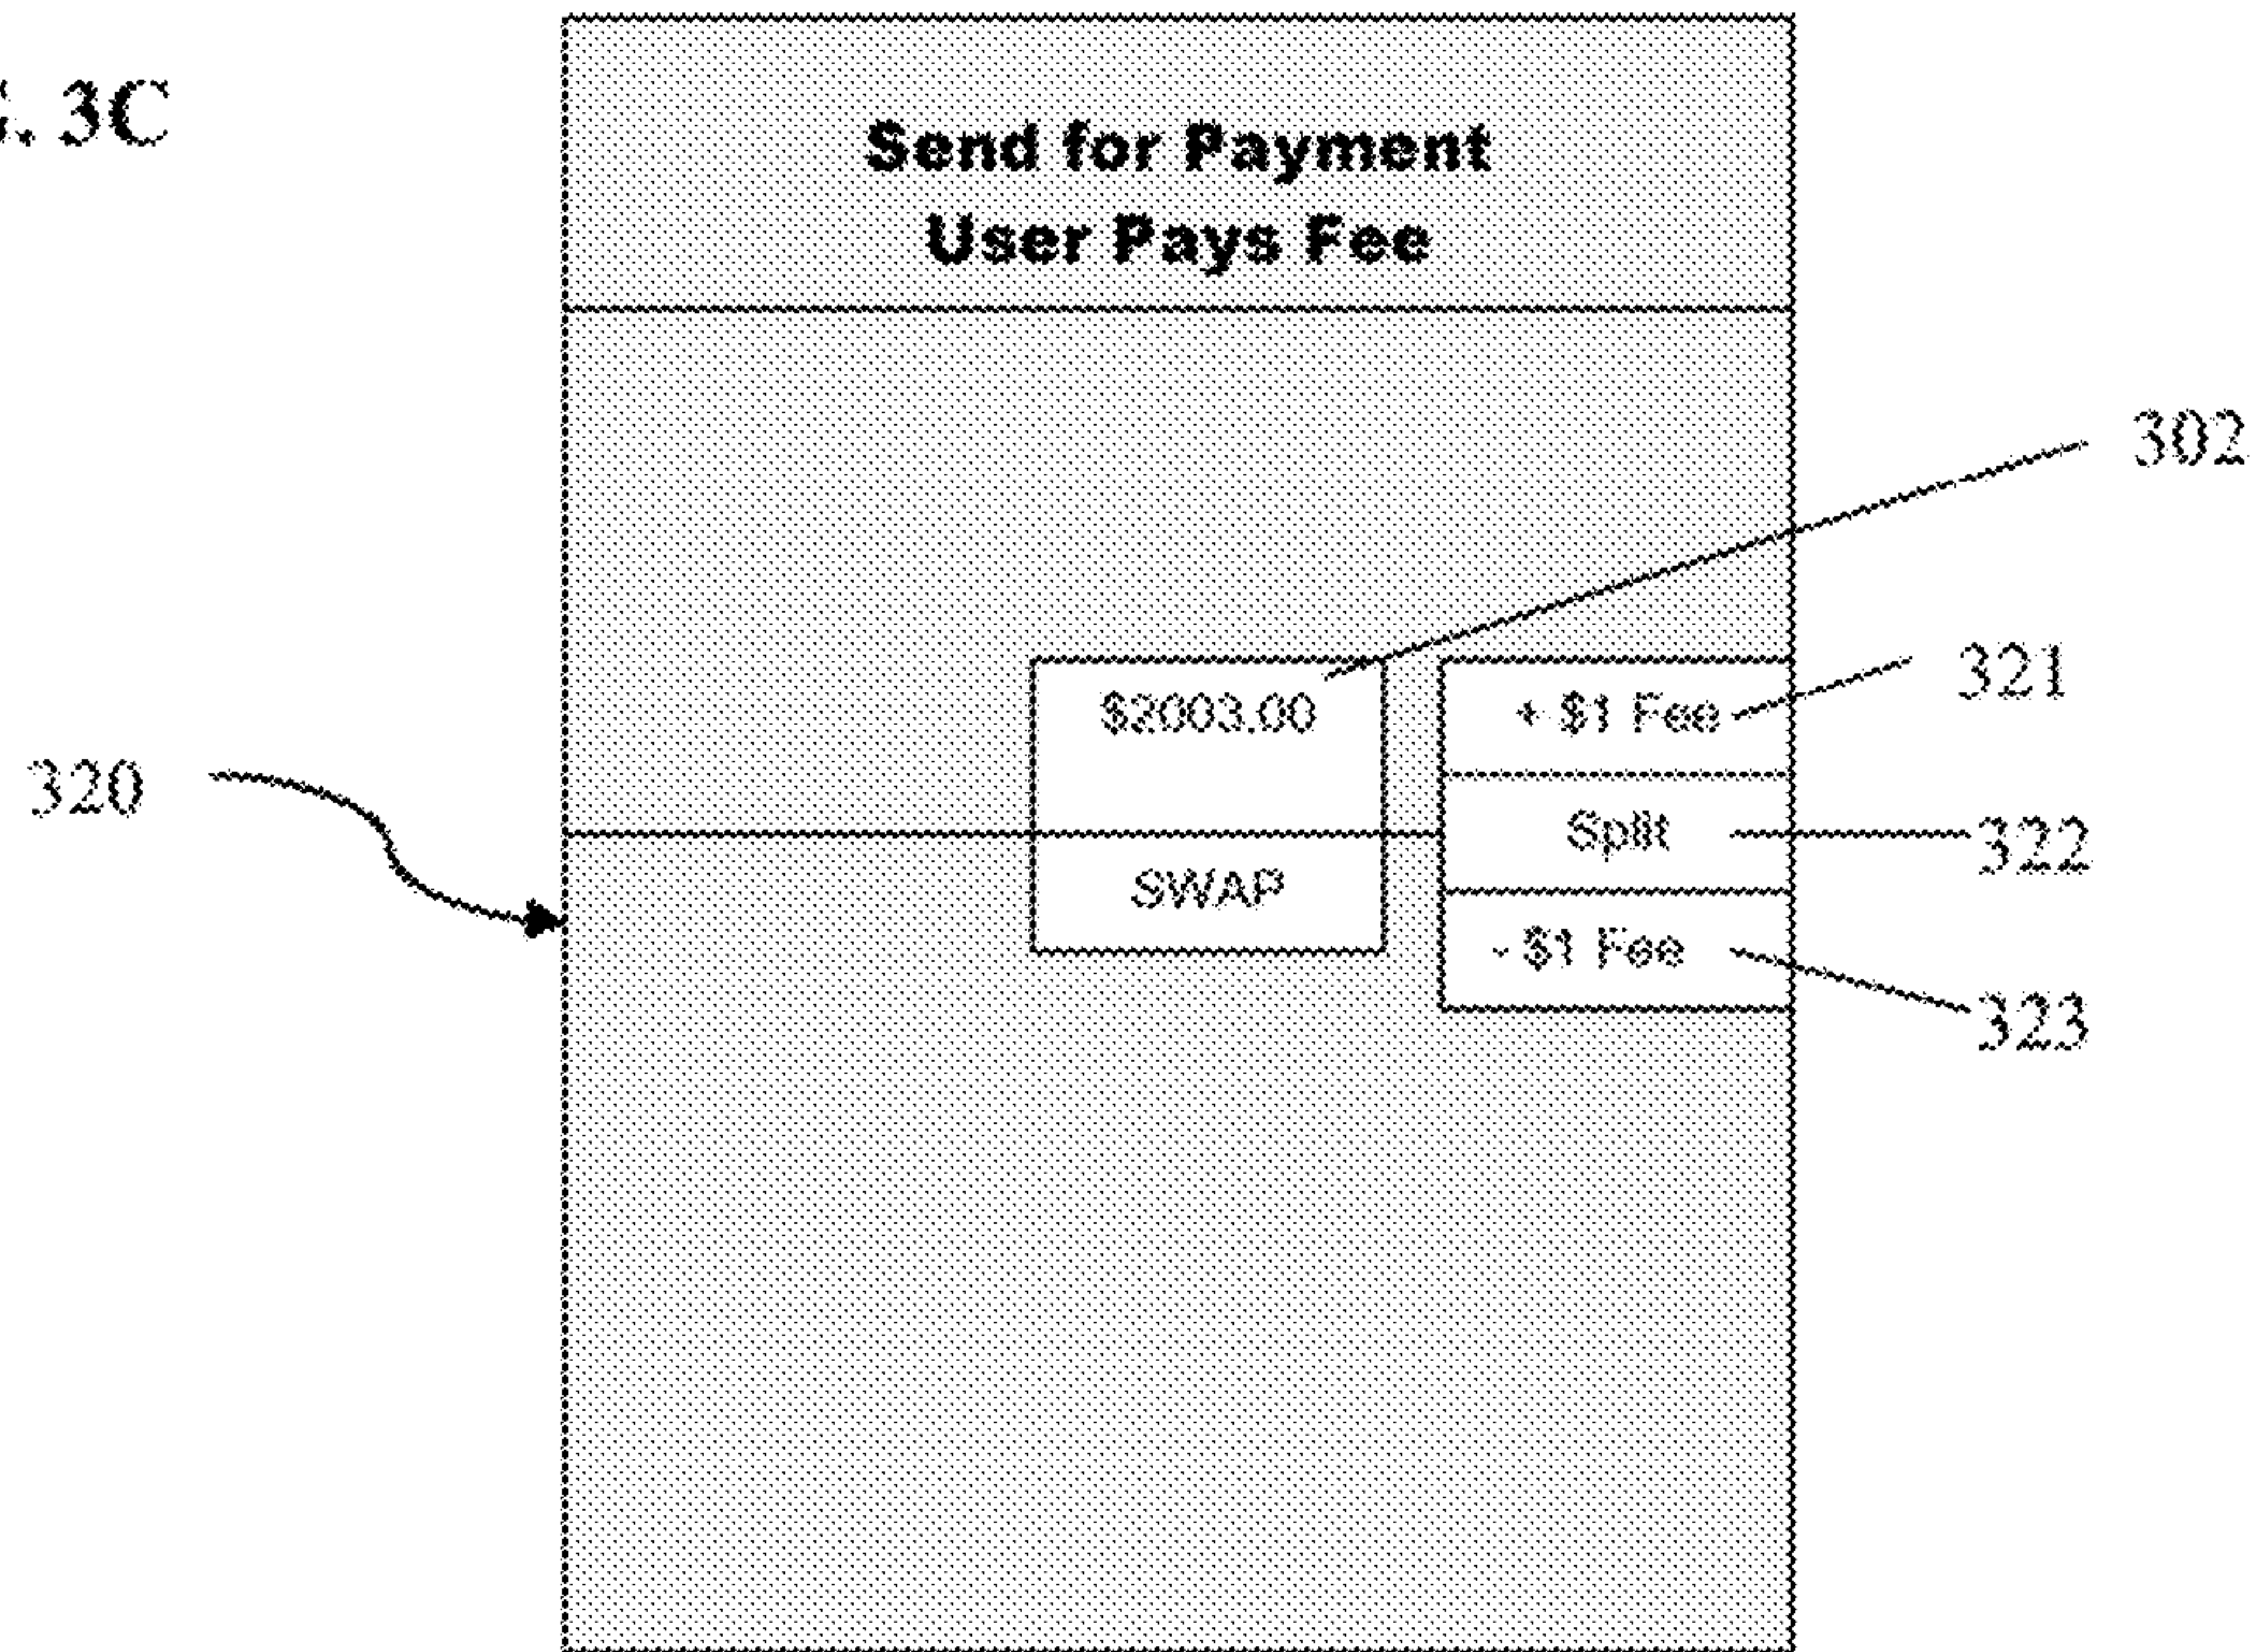 . 3C
Send for Payment
User Pays Fee
302
$2003.00
+ $1 Fee
321
320
Split
322
SWAP
- $1 Fee
323